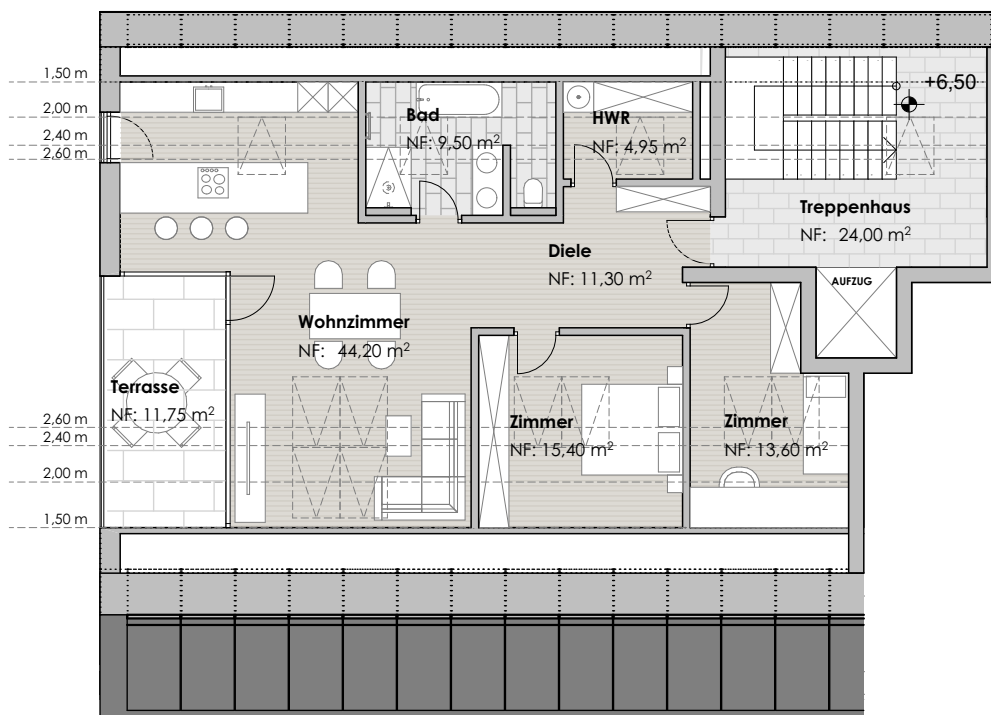 1,50 m
+6,50
2,00 m
Bad
HWR
2,40 m
NF: 9,50 m²
NF: 4,95 m²
2,60 m
Treppenhaus
NF: 24,00 m²
Diele
NF: 11,30 m²
AUFZUG
Wohnzimmer
NF: 44,20 m²
Terrasse
NF: 11,75 m²
2,60 m
Zimmer
Zimmer
2,40 m
NF: 15,40 m²
NF: 13,60 m²
2,00 m
1,50 m